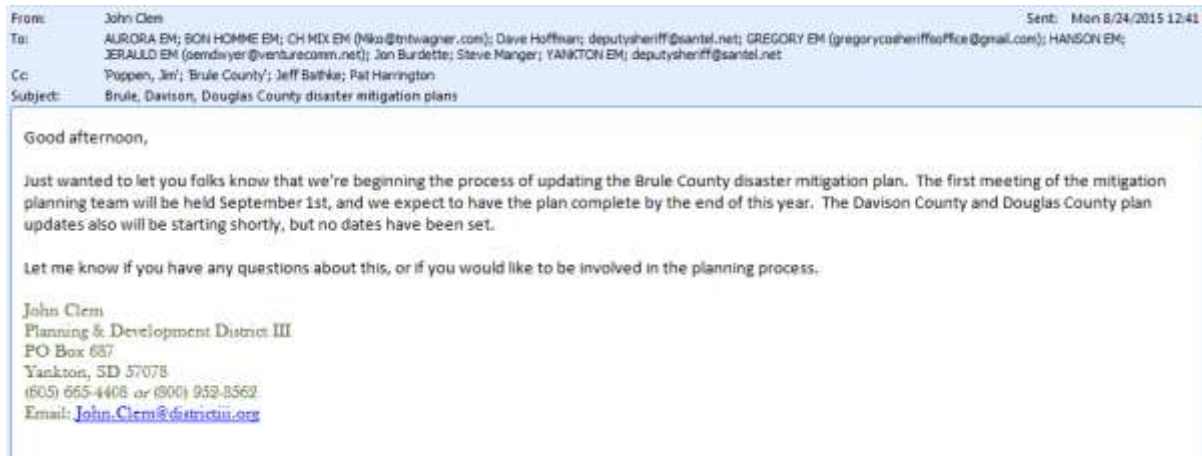 From: John Clem Sent: Mon 8/24/2015 12:41
To: AURORA EM; BON HOMME EM; CH MIX EM (Mike@tntwagner.com); Dave Hoffman; deputysheriff@santel.net; GREGORY EM (gregorycosheriffsoffice@gmail.com); HANSON EM;
JERAULD EM (oemdwyer@venturecomm.net); Jon Burdette; Steve Manger; YANKTON EM; deputysheriff@santel.net
Cc: 'Poppen, Jim'; 'Brule County'; Jeff Bathke; Pat Harrington
Subject: Brule, Davison, Douglas County disaster mitigation plans
Good afternoon,
Just wanted to let you folks know that we're beginning the process of updating the Brule County disaster mitigation plan. The first meeting of the mitigation
planning team will be held September 1st, and we expect to have the plan complete by the end of this year. The Davison County and Douglas County plan
updates also will be starting shortly, but no dates have been set.
Let me know if you have any questions about this, or if you would like to be involved in the planning process.
John Clem
Planning & Development District III
PO Box 687
Yankton, SD 57078
(605) 665-4408 or (800) 952-3562
Email: John.Clem@districtiii.org